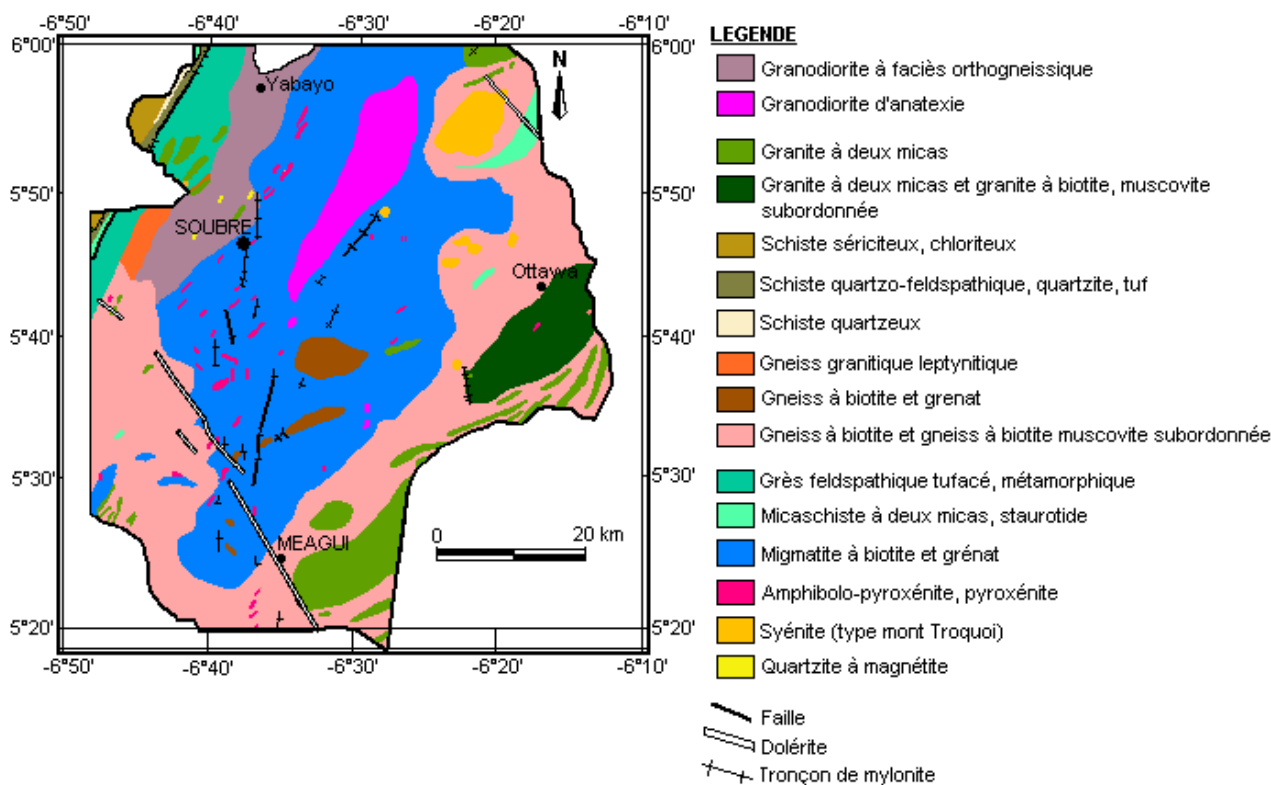 -6°50' -6°40' -6°30' -6°20' -6°10'
6°00' 6°00'
N
Yabayo
5°50' 5°50'
SOUBRE
Ottawa
5°40' 5°40'
5°30' 5°30'
0 20 km
MEAGUI
5°20' 5°20'
-6°50' -6°40' -6°30' -6°20' -6°10'
LEGENDE
Granodiorite à faciès orthogneissique
Granodiorite d'anatexie
Granite à deux micas
Granite à deux micas et granite à biotite, muscovite
subordonnée
Schiste sériciteux, chloriteux
Schiste quartzo-feldspathique, quartzite, tuf
Schiste quartzeux
Gneiss granitique leptynitique
Gneiss à biotite et grenat
Gneiss à biotite et gneiss à biotite muscovite subordonnée
Grès feldspathique tufacé, métamorphique
Micaschiste à deux micas, staurotide
Migmatite à biotite et grénat
Amphibolo-pyroxénite, pyroxénite
Syénite (type mont Troquoi)
Quartzite à magnétite
Faille
Dolérite
Tronçon de mylonite